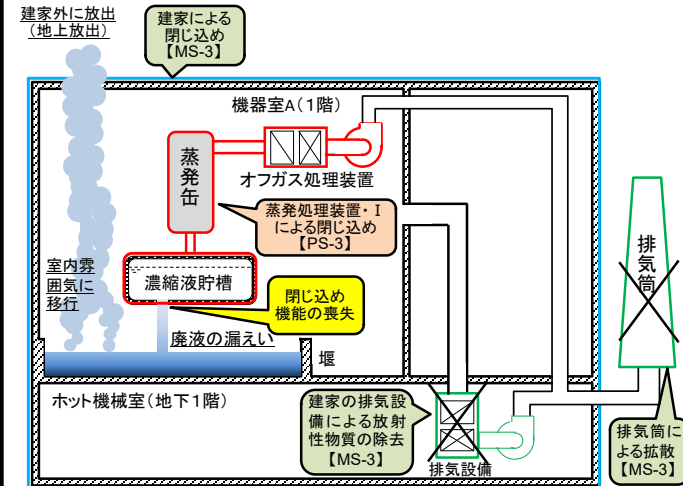 建家外に放出
（地上放出）
建家による
閉じ込め
【MS-3】
機器室A（1階）
蒸発缶
オフガス処理装置
蒸発処理装置・Ⅰ
による閉じ込め
【PS-3】
排気筒
室内雰
囲気に
移行
濃縮液貯槽
閉じ込め
機能の喪失
廃液の漏えい
堰
ホット機械室（地下1階）
建家の排気設
備による放射
性物質の除去
【MS-3】
排気設備
排気筒に
よる拡散
【MS-3】